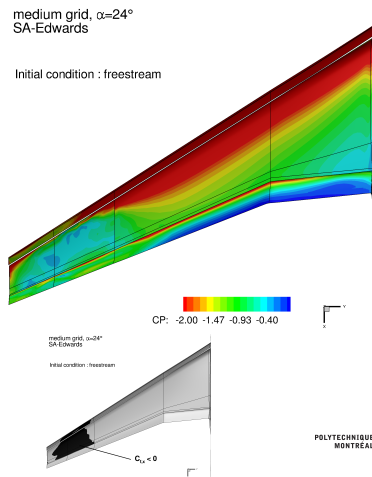 medium grid, α=24°
SA-Edwards
Initial condition : freestream
CP: -2.00 -1.47 -0.93 -0.40
Y
X
medium grid, α=24°
SA-Edwards
Initial condition : freestream
C_f,x < 0
POLYTECHNIQUE
MONTRÉAL